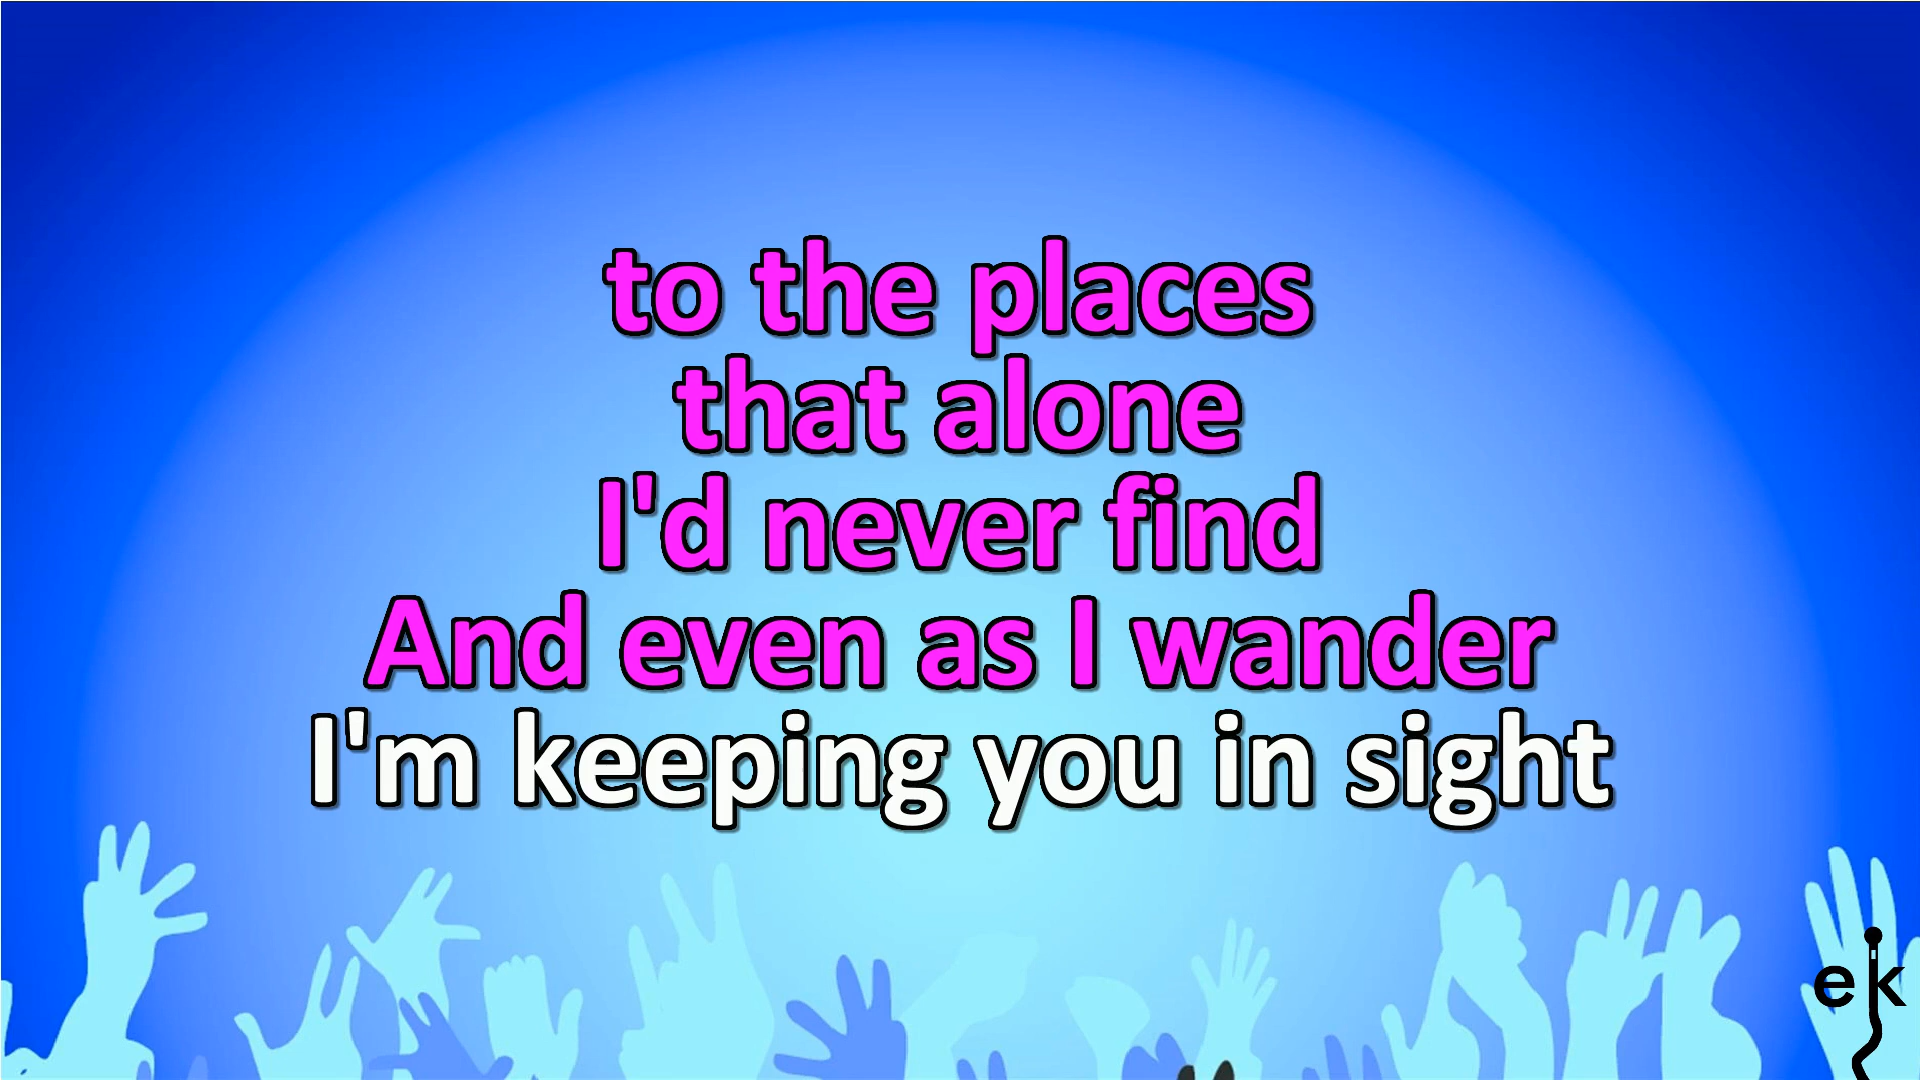 to the places
that alone
I'd never find
And even as I wander
I'm keeping you in sight
ek